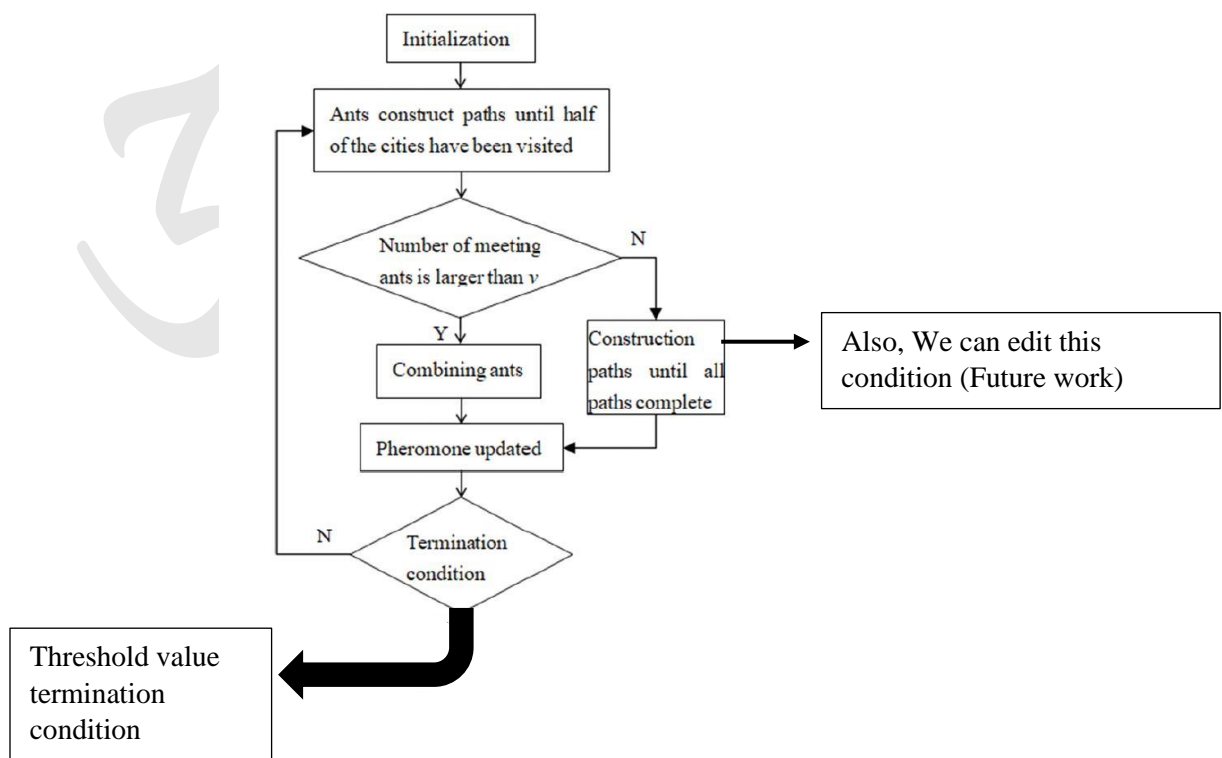 Initialization
Ants construct paths until half
of the cities have been visited
Number of meeting
ants is larger than v
N
Y
Construction
paths until all
paths complete
Combining ants
Also, We can edit this
condition (Future work)
Pheromone updated
N
Termination
condition
Threshold value
termination
condition